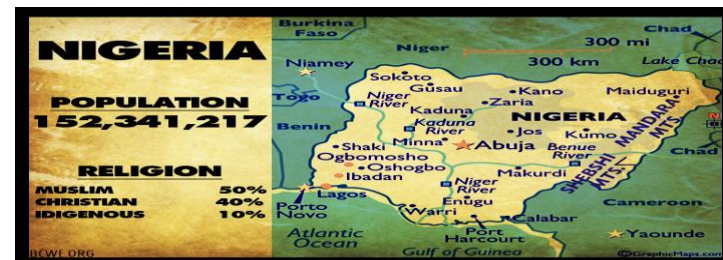 NIGERIA
POPULATION
152,341,217
RELIGION
MUSLIM 50%
CHRISTIAN 40%
IDIGENOUS 10%
BCWE.ORG
Burkina
Faso
Niger
300 mi
300 km
Chad
Lake Chad
Niamey
Sokoto
Gusau
Kano
Zaria
Maiduguri
Togo
Niger
River
Kaduna
Kaduna
River
NIGERIA
Benin
Minna
Abuja
Jos
Kumo
MANDARA
MTS.
Chad
Shaki
Ogbomosho
Oshogbo
Ibadan
Benue
River
Makurdi
SHEBSHI
MTS.
Lagos
Niger
River
Enugu
Porto
Novo
Warri
Calabar
Cameroon
Port
Harcourt
Yaounde
Atlantic
Ocean
Gulf of Guinea
©GraphicMaps.com